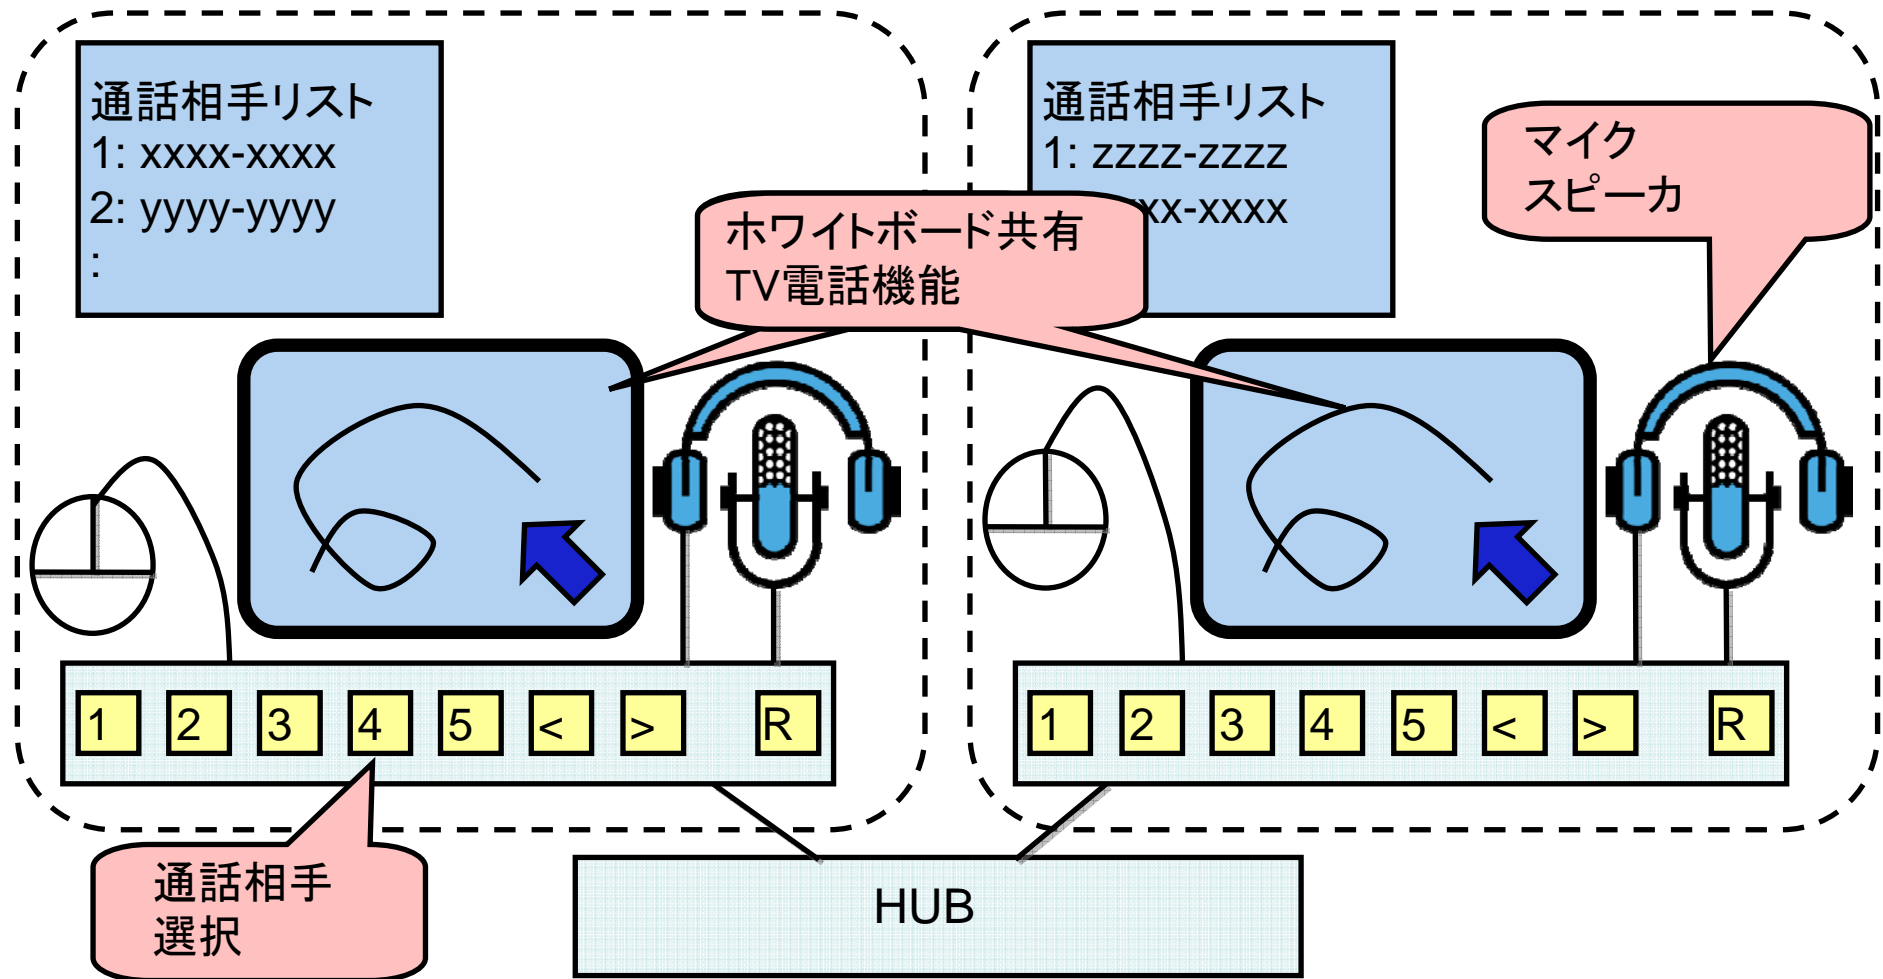 通話相手リスト
1: xxxx-xxxx
2: yyyy-yyyy
:
通話相手リスト
1: zzzz-zzzz
xx-xxxx
マイク
スピーカ
ホワイトボード共有
TV電話機能
1 2 3 4 5 < > R
1 2 3 4 5 < > R
通話相手
選択
HUB